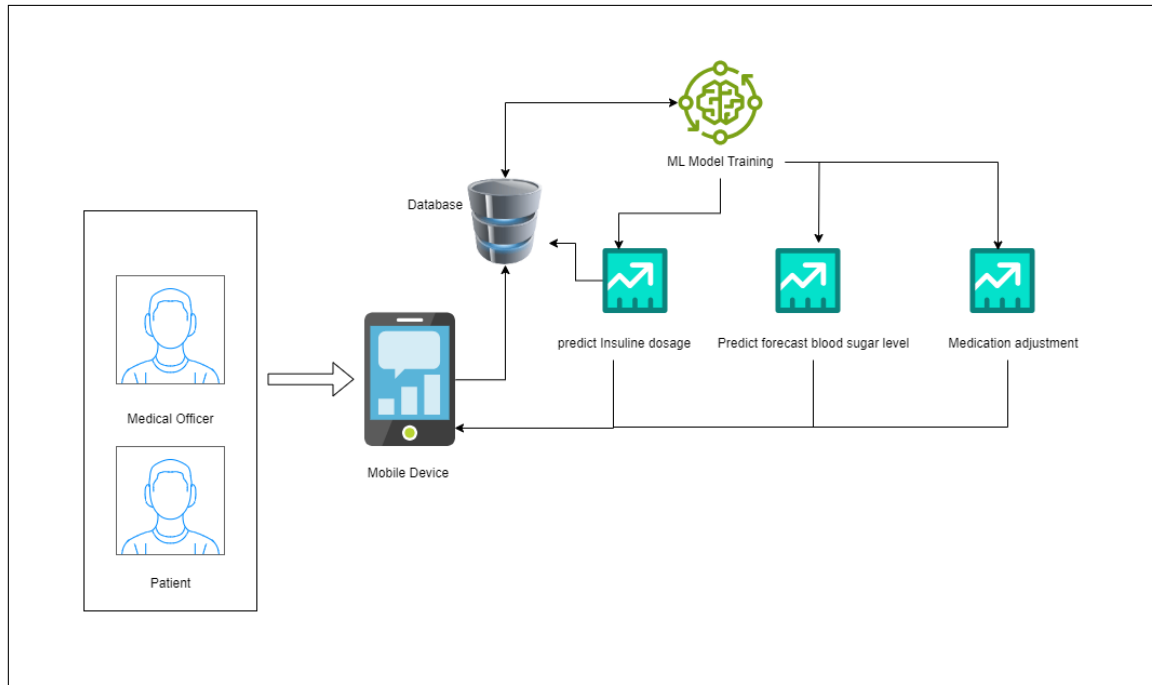 ML Model Training
Database
predict Insuline dosage
Predict forecast blood sugar level
Medication adjustment
Medical Officer
Mobile Device
Patient